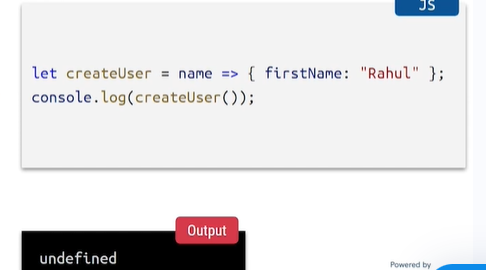 JS
let createUser = name => { firstName: "Rahul" };
console.log(createUser());
Output
undefined
Powered by